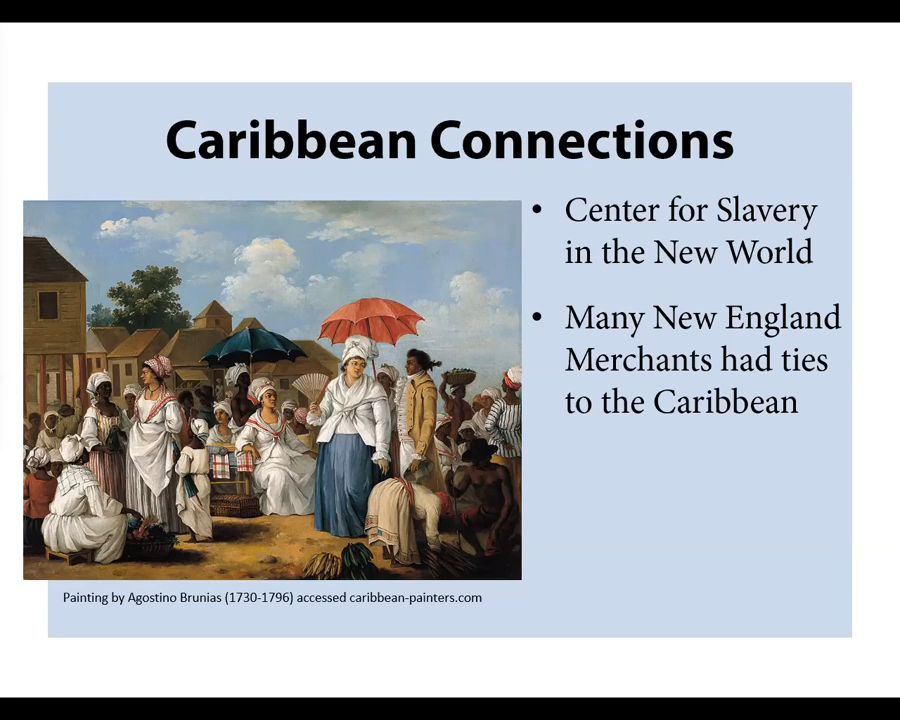 Caribbean Connections
• Center for Slavery
in the New World
• Many New England
Merchants had ties
to the Caribbean
Painting by Agostino Brunias (1730-1796) accessed caribbean-painters.com